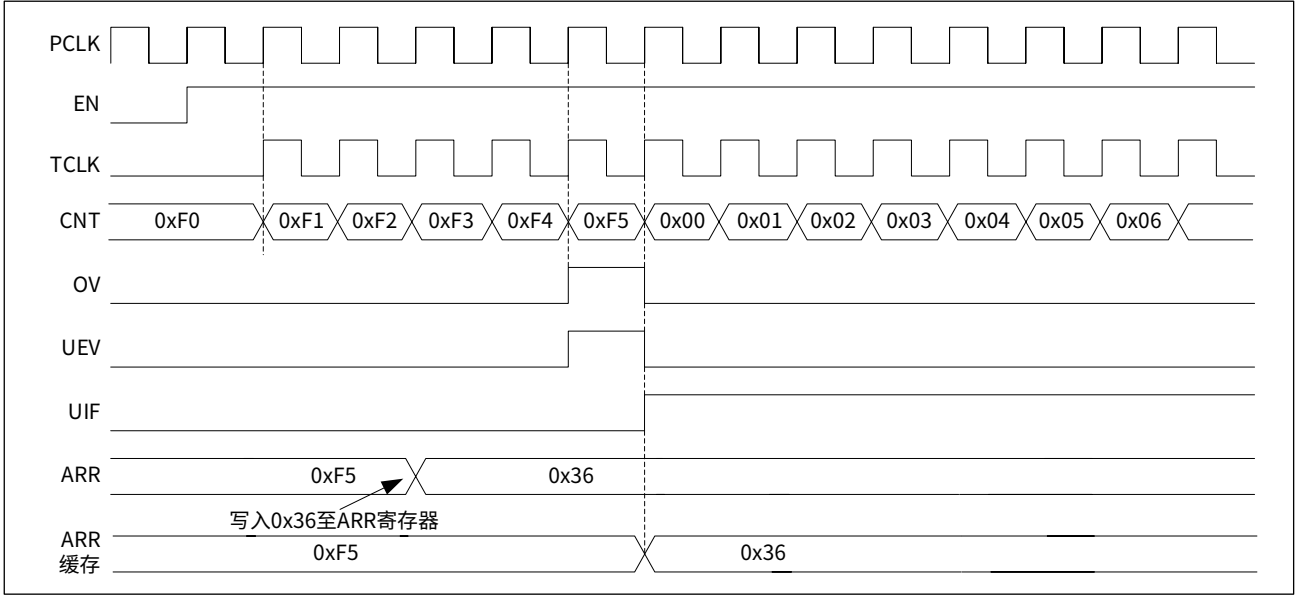 PCLK
EN
TCLK
CNT 0xF0 0xF1 0xF2 0xF3 0xF4 0xF5 0x00 0x01 0x02 0x03 0x04 0x05 0x06
OV
UEV
UIF
ARR 0xF5 0x36
写入0x36至ARR寄存器
ARR
缓存
0xF5 0x36